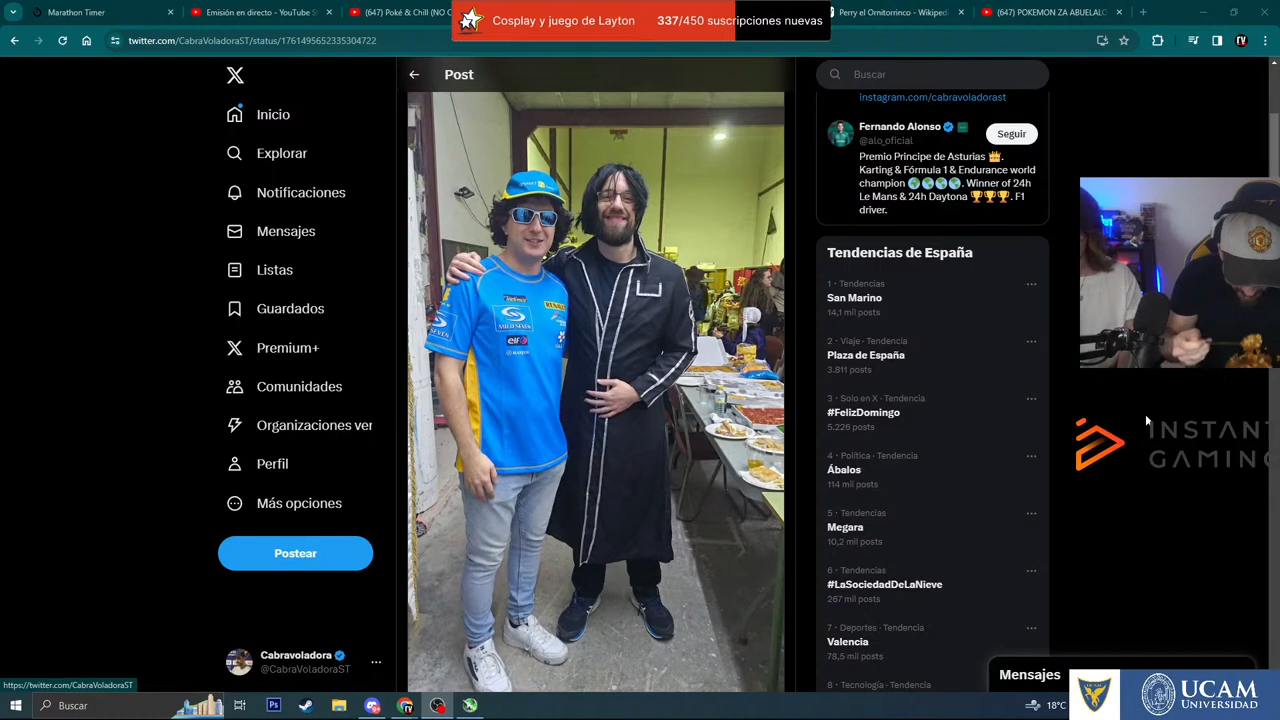 Marathon Timer
Emisión en directo - YouTube S
(647) Poké & Chill (NO C
Perry el Ornitorrinco - Wikiped
(647) POKEMON ZA ABUELALO
Cosplay y juego de Layton 337/450 suscripciones nuevas
twitter.com/CabraVoladoraST/status/1761495652335304722
Post
Buscar
Inicio
Explorar
Notificaciones
Mensajes
Listas
Guardados
Premium+
Comunidades
Organizaciones ver
Perfil
Más opciones
Postear
Cabravoladora
@CabraVoladoraST
https://twitter.com/CabraVoladoraST
MILD SEVEN
elf
instagram.com/cabravoladorast
Fernando Alonso
@alo_oficial
Seguir
Premio Principe de Asturias 👑.
Karting & Fórmula 1 & Endurance world
champion 🌍🌍🌍🌍. Winner of 24h
Le Mans & 24h Daytona 🏆🏆🏆. F1
driver.
Tendencias de España
1 · Tendencias
San Marino
14,1 mil posts
2 · Viaje · Tendencia
Plaza de España
3.811 posts
3 · Solo en X · Tendencia
#FelizDomingo
5.226 posts
4 · Política · Tendencia
Ábalos
114 mil posts
5 · Tendencias
Megara
10,2 mil posts
6 · Tendencias
#LaSociedadDeLaNieve
267 mil posts
7 · Deportes · Tendencia
Valencia
78,5 mil posts
8 · Tecnología · Tendencia
Mensajes
INSTANT
GAMING
UCAM
UNIVERSIDAD
Buscar
18°C